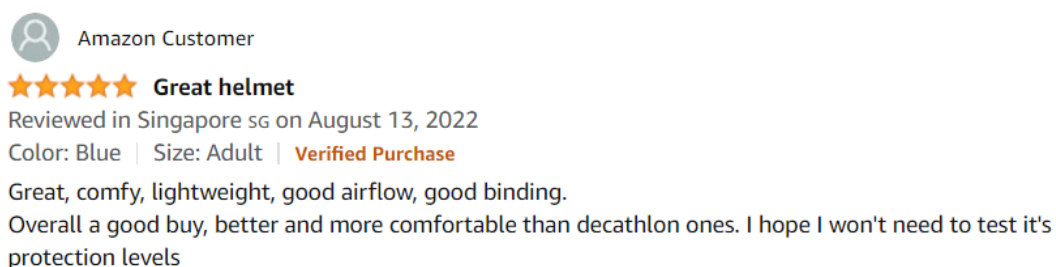 Amazon Customer
Great helmet
Reviewed in Singapore SG on August 13, 2022
Color: Blue | Size: Adult | Verified Purchase
Great, comfy, lightweight, good airflow, good binding.
Overall a good buy, better and more comfortable than decathlon ones. I hope I won't need to test it's
protection levels